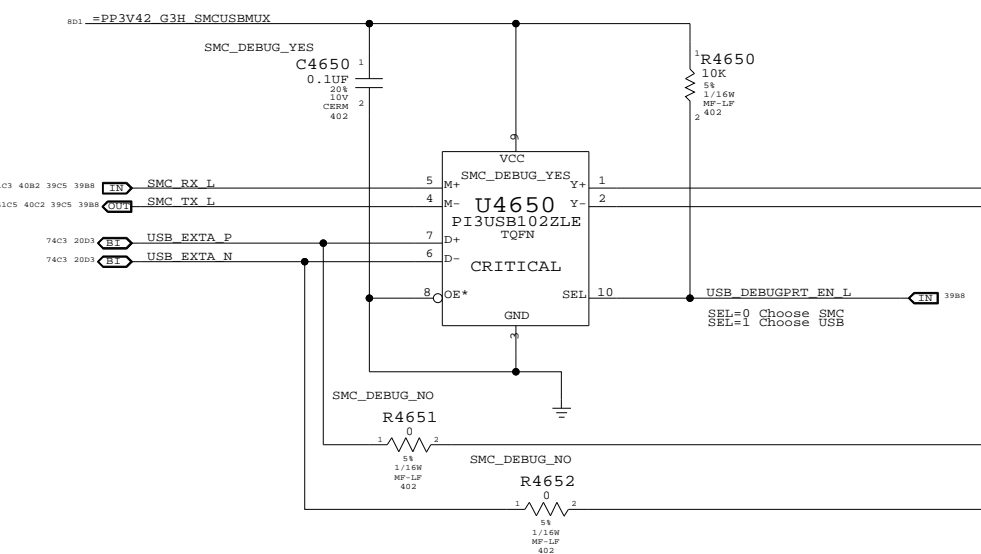 8D1 =PP3V42_G3H_SMCUSBMUX
SMC_DEBUG_YES
C4650 1
0.1UF
20%
10V
CERM 2
402
1 R4650
10K
5%
1/16W
MF-LF
402
2
9
VCC
SMC_DEBUG_YES
U4650
PI3USB102ZLE
TQFN
CRITICAL
C3 40B2 39C5 39B8 IN SMC_RX_L 5 M+ Y+ 1
1C5 40C2 39C5 39B8 OUT SMC_TX_L 4 M- Y- 2
74C3 20D3 BI USB_EXTA_P 7 D+
74C3 20D3 BI USB_EXTA_N 6 D-
8 OE* SEL 10 USB_DEBUGPRT_EN_L IN 39B8
SEL=0 Choose SMC
SEL=1 Choose USB
GND
3
SMC_DEBUG_NO
R4651
0
1 2
5%
1/16W
MF-LF
402
SMC_DEBUG_NO
R4652
0
1 2
5%
1/16W
MF-LF
402